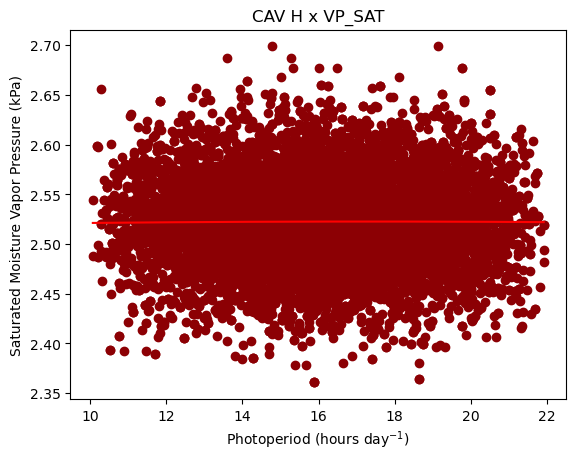 CAV H x VP_SAT
Saturated Moisture Vapor Pressure (kPa)
2.70
2.65
2.60
2.55
2.50
2.45
2.40
2.35
10 12 14 16 18 20 22
Photoperiod (hours day⁻¹)